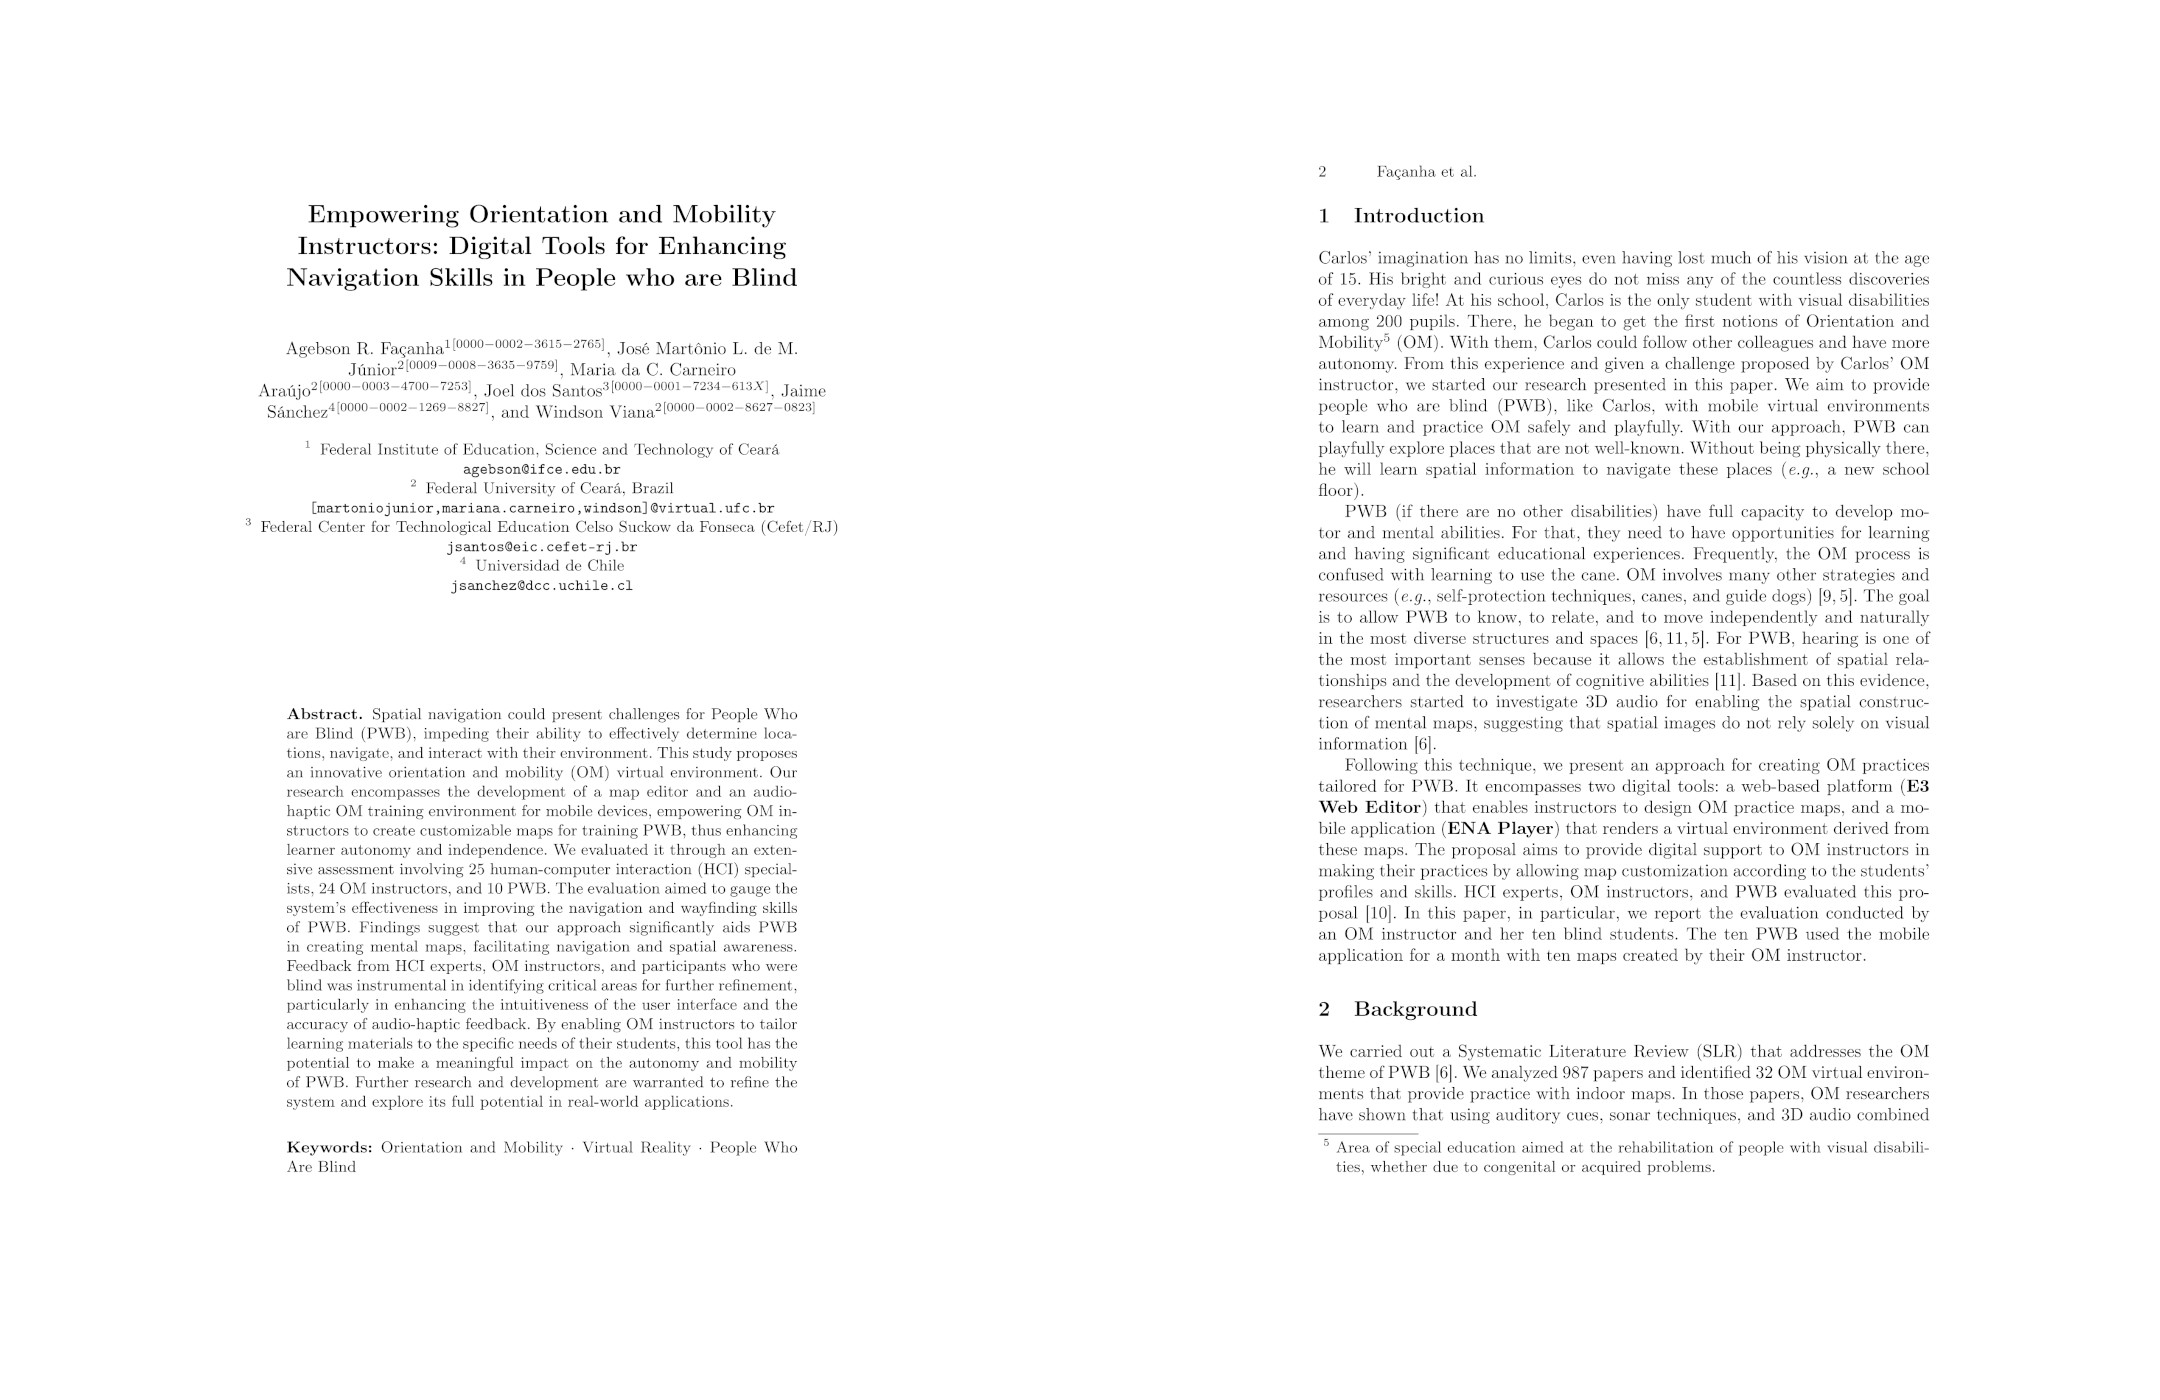 Empowering Orientation and Mobility
Instructors: Digital Tools for Enhancing
Navigation Skills in People who are Blind
Agebson R. Façanha1[0000−0002−3615−2765], José Martônio L. de M.
Júnior2[0009−0008−3635−9759], Maria da C. Carneiro
Araújo2[0000−0003−4700−7253], Joel dos Santos3[0000−0001−7234−613X], Jaime
Sánchez4[0000−0002−1269−8827], and Windson Viana2[0000−0002−8627−0823]
1 Federal Institute of Education, Science and Technology of Ceará
agebson@ifce.edu.br
2 Federal University of Ceará, Brazil
[martoniojunior,mariana.carneiro,windson]@virtual.ufc.br
3 Federal Center for Technological Education Celso Suckow da Fonseca (Cefet/RJ)
jsantos@eic.cefet-rj.br
4 Universidad de Chile
jsanchez@dcc.uchile.cl
Abstract. Spatial navigation could present challenges for People Who
are Blind (PWB), impeding their ability to effectively determine loca-
tions, navigate, and interact with their environment. This study proposes
an innovative orientation and mobility (OM) virtual environment. Our
research encompasses the development of a map editor and an audio-
haptic OM training environment for mobile devices, empowering OM in-
structors to create customizable maps for training PWB, thus enhancing
learner autonomy and independence. We evaluated it through an exten-
sive assessment involving 25 human-computer interaction (HCI) special-
ists, 24 OM instructors, and 10 PWB. The evaluation aimed to gauge the
system's effectiveness in improving the navigation and wayfinding skills
of PWB. Findings suggest that our approach significantly aids PWB
in creating mental maps, facilitating navigation and spatial awareness.
Feedback from HCI experts, OM instructors, and participants who were
blind was instrumental in identifying critical areas for further refinement,
particularly in enhancing the intuitiveness of the user interface and the
accuracy of audio-haptic feedback. By enabling OM instructors to tailor
learning materials to the specific needs of their students, this tool has the
potential to make a meaningful impact on the autonomy and mobility
of PWB. Further research and development are warranted to refine the
system and explore its full potential in real-world applications.
Keywords: Orientation and Mobility · Virtual Reality · People Who
Are Blind
2 Façanha et al.
1 Introduction
Carlos' imagination has no limits, even having lost much of his vision at the age
of 15. His bright and curious eyes do not miss any of the countless discoveries
of everyday life! At his school, Carlos is the only student with visual disabilities
among 200 pupils. There, he began to get the first notions of Orientation and
Mobility5 (OM). With them, Carlos could follow other colleagues and have more
autonomy. From this experience and given a challenge proposed by Carlos' OM
instructor, we started our research presented in this paper. We aim to provide
people who are blind (PWB), like Carlos, with mobile virtual environments
to learn and practice OM safely and playfully. With our approach, PWB can
playfully explore places that are not well-known. Without being physically there,
he will learn spatial information to navigate these places (e.g., a new school
floor).
PWB (if there are no other disabilities) have full capacity to develop mo-
tor and mental abilities. For that, they need to have opportunities for learning
and having significant educational experiences. Frequently, the OM process is
confused with learning to use the cane. OM involves many other strategies and
resources (e.g., self-protection techniques, canes, and guide dogs) [9, 5]. The goal
is to allow PWB to know, to relate, and to move independently and naturally
in the most diverse structures and spaces [6, 11, 5]. For PWB, hearing is one of
the most important senses because it allows the establishment of spatial rela-
tionships and the development of cognitive abilities [11]. Based on this evidence,
researchers started to investigate 3D audio for enabling the spatial construc-
tion of mental maps, suggesting that spatial images do not rely solely on visual
information [6].
Following this technique, we present an approach for creating OM practices
tailored for PWB. It encompasses two digital tools: a web-based platform (E3
Web Editor) that enables instructors to design OM practice maps, and a mo-
bile application (ENA Player) that renders a virtual environment derived from
these maps. The proposal aims to provide digital support to OM instructors in
making their practices by allowing map customization according to the students'
profiles and skills. HCI experts, OM instructors, and PWB evaluated this pro-
posal [10]. In this paper, in particular, we report the evaluation conducted by
an OM instructor and her ten blind students. The ten PWB used the mobile
application for a month with ten maps created by their OM instructor.
2 Background
We carried out a Systematic Literature Review (SLR) that addresses the OM
theme of PWB [6]. We analyzed 987 papers and identified 32 OM virtual environ-
ments that provide practice with indoor maps. In those papers, OM researchers
have shown that using auditory cues, sonar techniques, and 3D audio combined
5 Area of special education aimed at the rehabilitation of people with visual disabili-
ties, whether due to congenital or acquired problems.